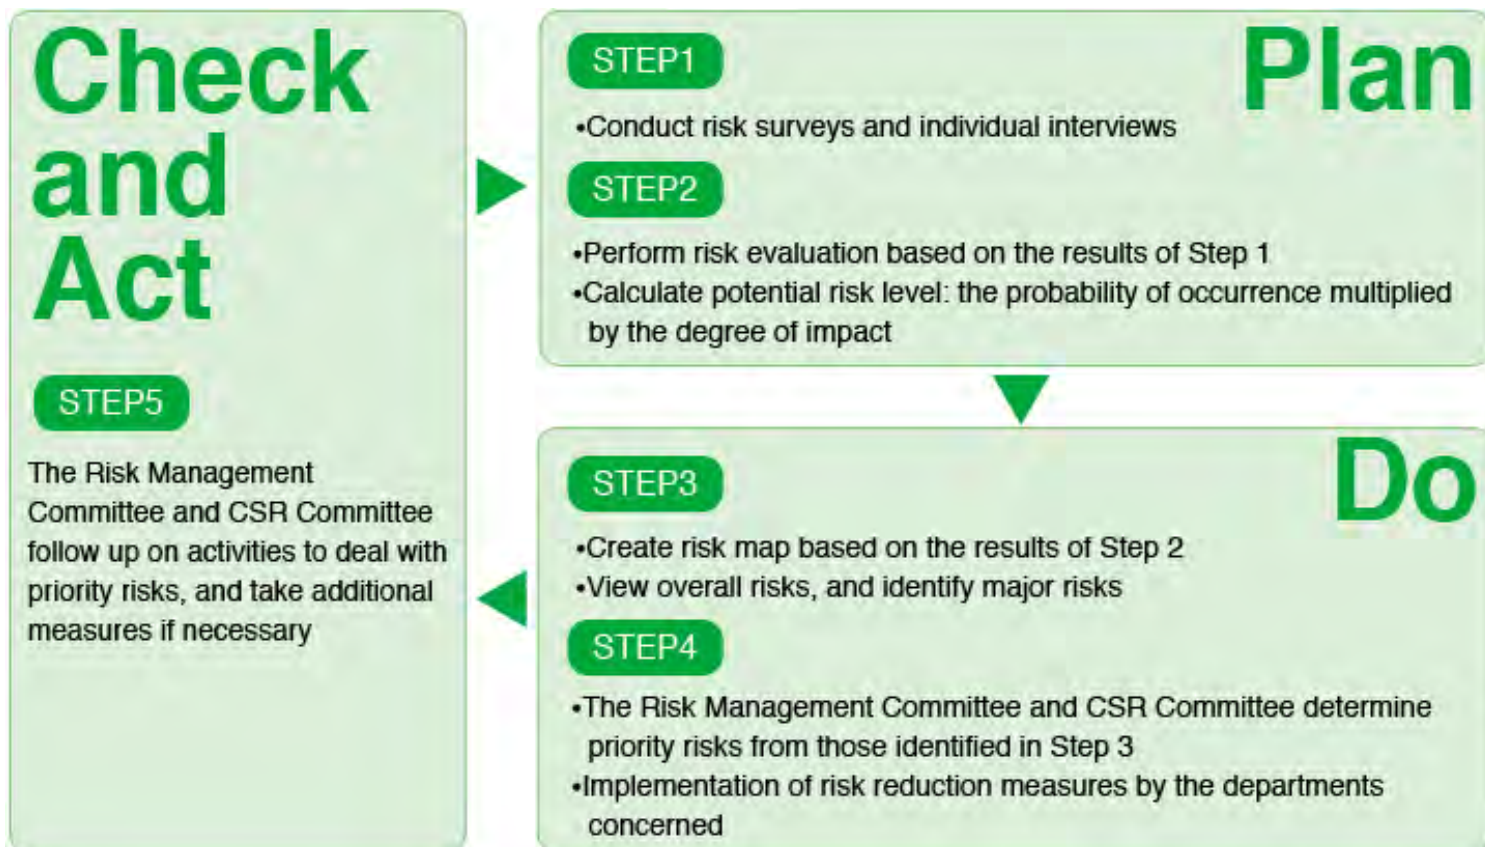 Check
and
Act
STEP5
The Risk Management
Committee and CSR Committee
follow up on activities to deal with
priority risks, and take additional
measures if necessary
Plan
STEP1
•Conduct risk surveys and individual interviews
STEP2
•Perform risk evaluation based on the results of Step 1
•Calculate potential risk level: the probability of occurrence multiplied
by the degree of impact
Do
STEP3
•Create risk map based on the results of Step 2
•View overall risks, and identify major risks
STEP4
•The Risk Management Committee and CSR Committee determine
priority risks from those identified in Step 3
•Implementation of risk reduction measures by the departments
concerned